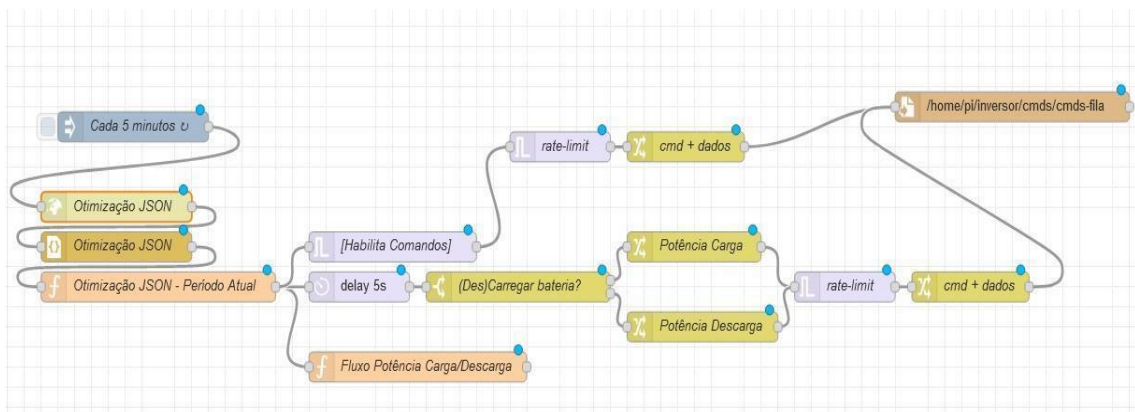 /home/pi/inversor/cmds/cmds-fila
Cada 5 minutos ↻
rate-limit
cmd + dados
Otimização JSON
Otimização JSON
[Habilita Comandos]
Potência Carga
Otimização JSON - Período Atual
delay 5s
(Des)Carregar bateria?
rate-limit
cmd + dados
Potência Descarga
Fluxo Potência Carga/Descarga